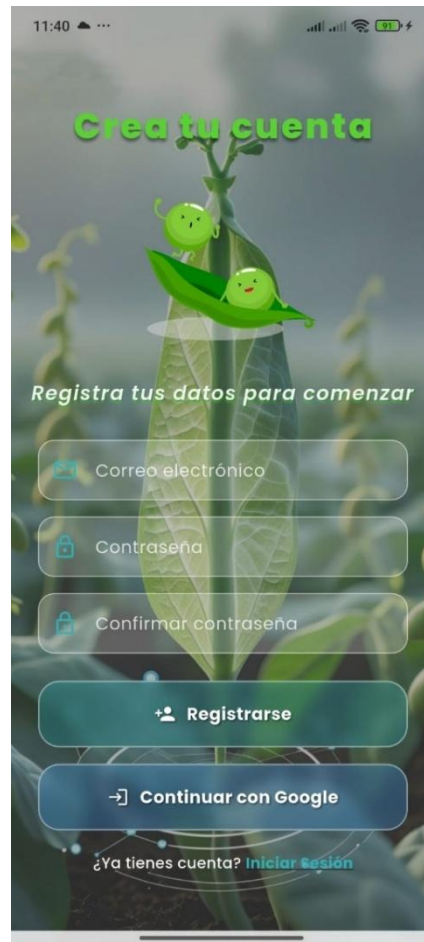 11:40
91
Crea tu cuenta
Registra tus datos para comenzar
Correo electrónico
Contraseña
Confirmar contraseña
Registrarse
Continuar con Google
¿Ya tienes cuenta? Iniciar Sesión